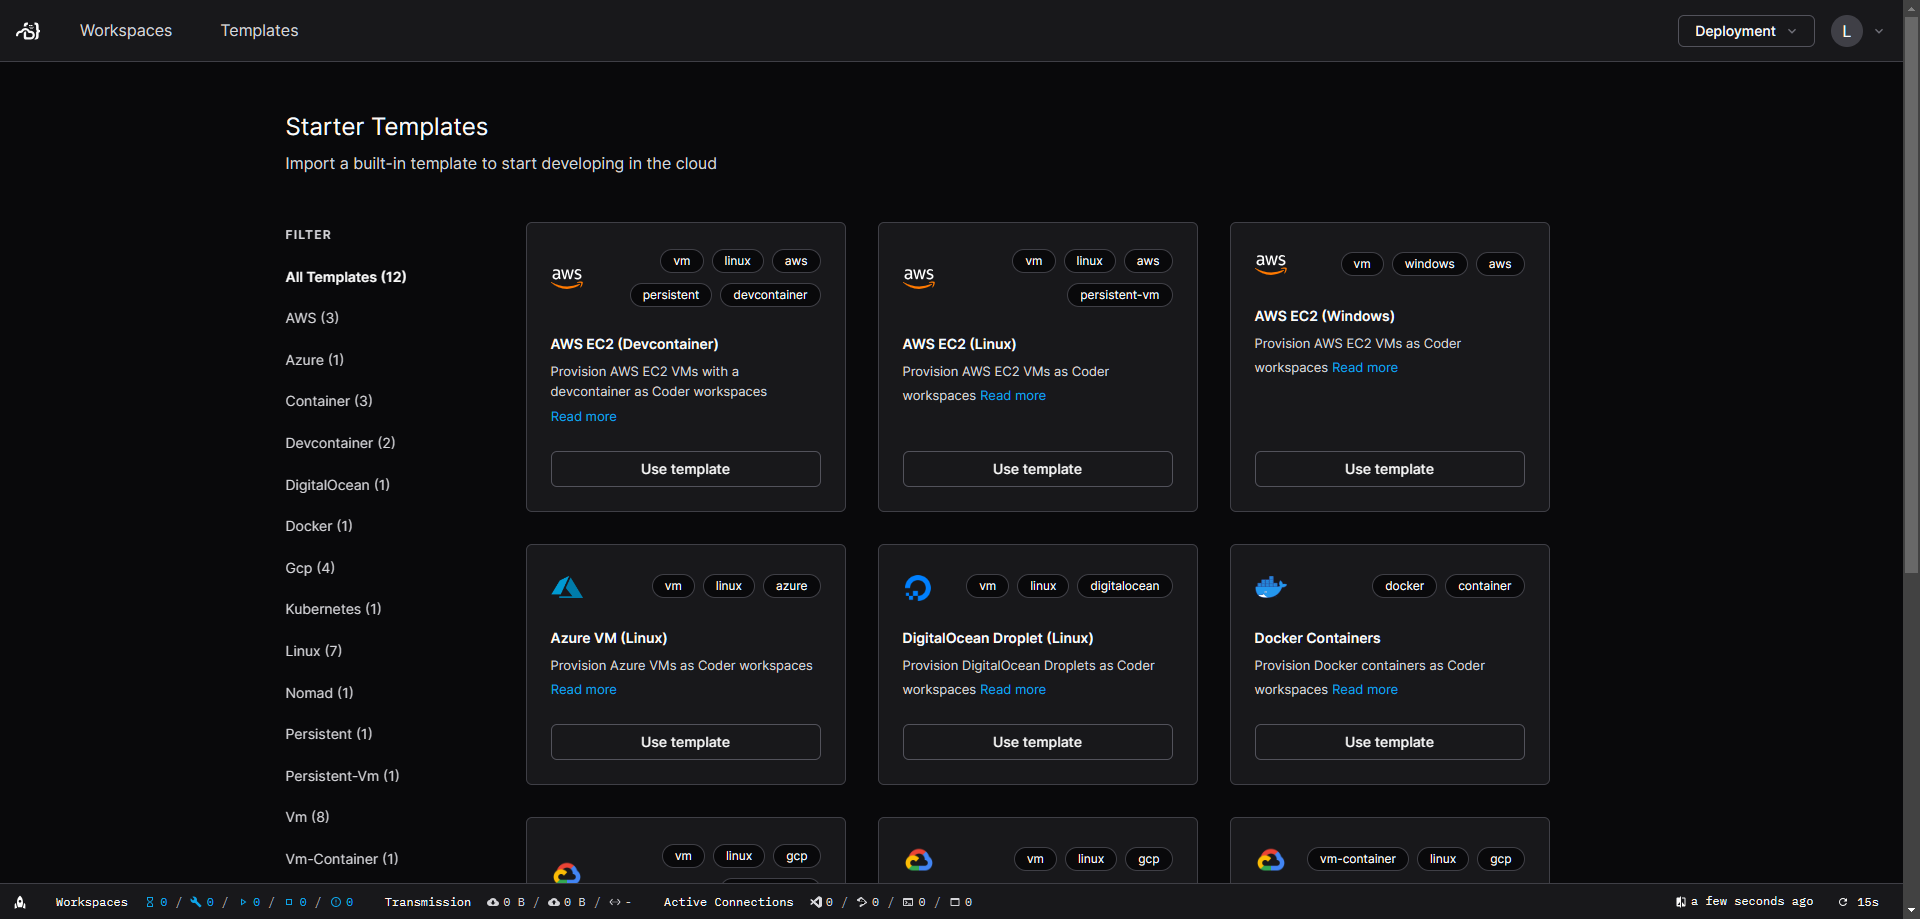 Workspaces
Templates
Deployment
L
Starter Templates
Import a built-in template to start developing in the cloud
FILTER
All Templates (12)
AWS (3)
Azure (1)
Container (3)
Devcontainer (2)
DigitalOcean (1)
Docker (1)
Gcp (4)
Kubernetes (1)
Linux (7)
Nomad (1)
Persistent (1)
Persistent-Vm (1)
Vm (8)
Vm-Container (1)
aws
vm linux aws
persistent devcontainer
AWS EC2 (Devcontainer)
Provision AWS EC2 VMs with a
devcontainer as Coder workspaces
Read more
Use template
aws
vm linux aws
persistent-vm
AWS EC2 (Linux)
Provision AWS EC2 VMs as Coder
workspaces Read more
Use template
aws
vm windows aws
AWS EC2 (Windows)
Provision AWS EC2 VMs as Coder
workspaces Read more
Use template
vm linux azure
Azure VM (Linux)
Provision Azure VMs as Coder workspaces
Read more
Use template
vm linux digitalocean
DigitalOcean Droplet (Linux)
Provision DigitalOcean Droplets as Coder
workspaces Read more
Use template
docker container
Docker Containers
Provision Docker containers as Coder
workspaces Read more
Use template
vm linux gcp
vm linux gcp
vm-container linux gcp
Workspaces 0 / 0 / 0 / 0 / 0 Transmission 0 B / 0 B / - Active Connections 0 / 0 / 0 / 0 a few seconds ago 15s